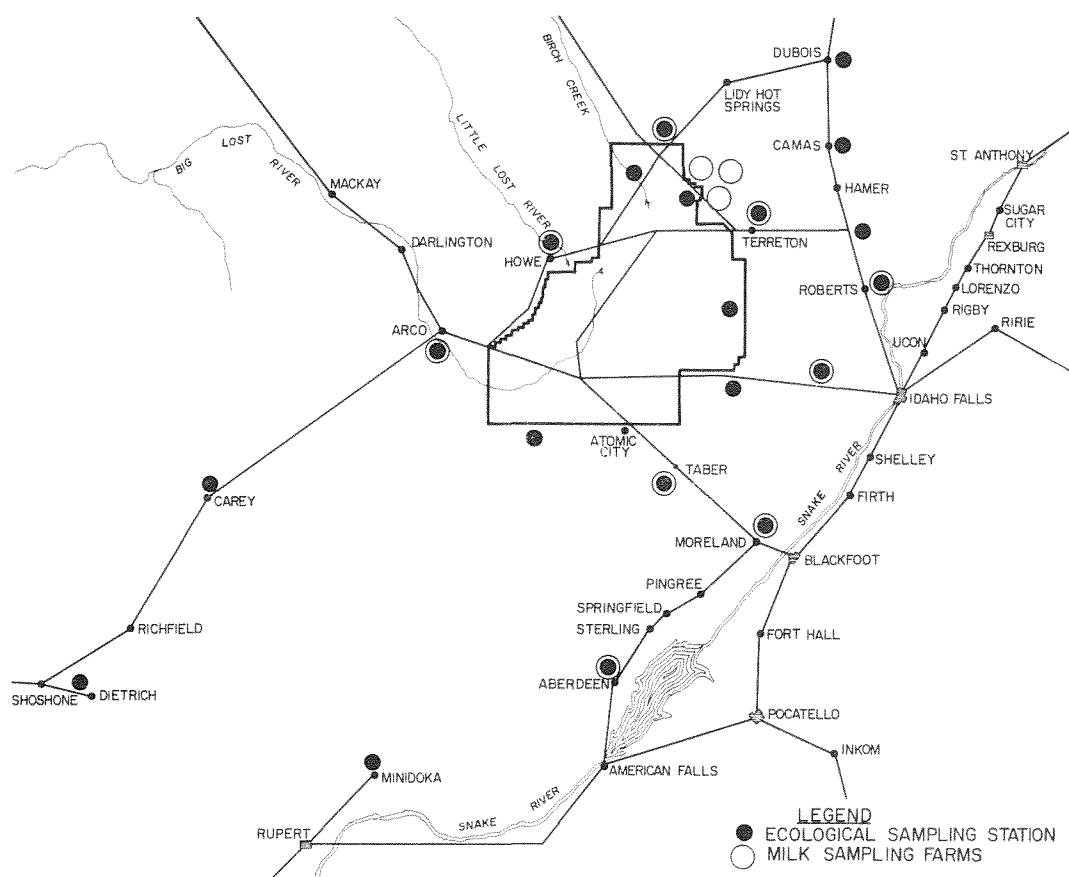 DUBOIS
LIDY HOT
SPRINGS
BIRCH CREEK
CAMAS
ST. ANTHONY
BIG LOST RIVER
LITTLE LOST RIVER
MACKAY
HAMER
SUGAR
CITY
REXBURG
DARLINGTON
HOWE
TERRETON
THORNTON
ROBERTS
LORENZO
RIGBY
RIRIE
ARCO
UCON
IDAHO FALLS
ATOMIC
CITY
TABER
SNAKE RIVER
SHELLEY
FIRTH
CAREY
MORELAND
BLACKFOOT
PINGREE
SPRINGFIELD
STERLING
RICHFIELD
FORT HALL
SHOSHONE
DIETRICH
ABERDEEN
POCATELLO
INKOM
MINIDOKA
AMERICAN FALLS
RUPERT
SNAKE RIVER
LEGEND
ECOLOGICAL SAMPLING STATION
MILK SAMPLING FARMS